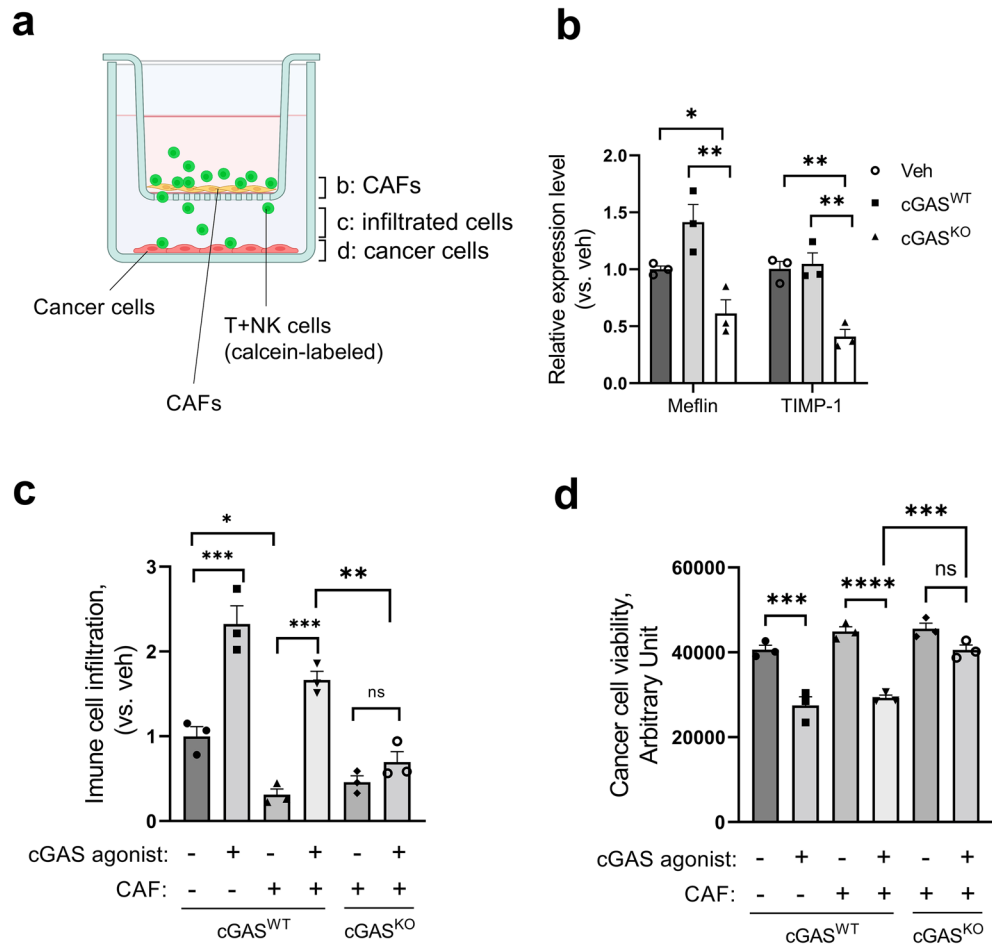 a
b: CAFs
c: infiltrated cells
d: cancer cells
Cancer cells
T+NK cells
(calcein-labeled)
CAFs
b
Relative expression level
(vs. veh)
2.0
1.5
1.0
0.5
0.0
*
**
**
**
Meflin
TIMP-1
Veh
cGAS^WT
cGAS^KO
c
Imune cell infiltration,
(vs. veh)
3
2
1
0
*
***
***
**
ns
cGAS agonist: - + - + - +
CAF: - - + + + +
cGAS^WT
cGAS^KO
d
Cancer cell viability,
Arbitrary Unit
60000
40000
20000
0
***
****
***
ns
cGAS agonist: - + - + - +
CAF: - - + + + +
cGAS^WT
cGAS^KO